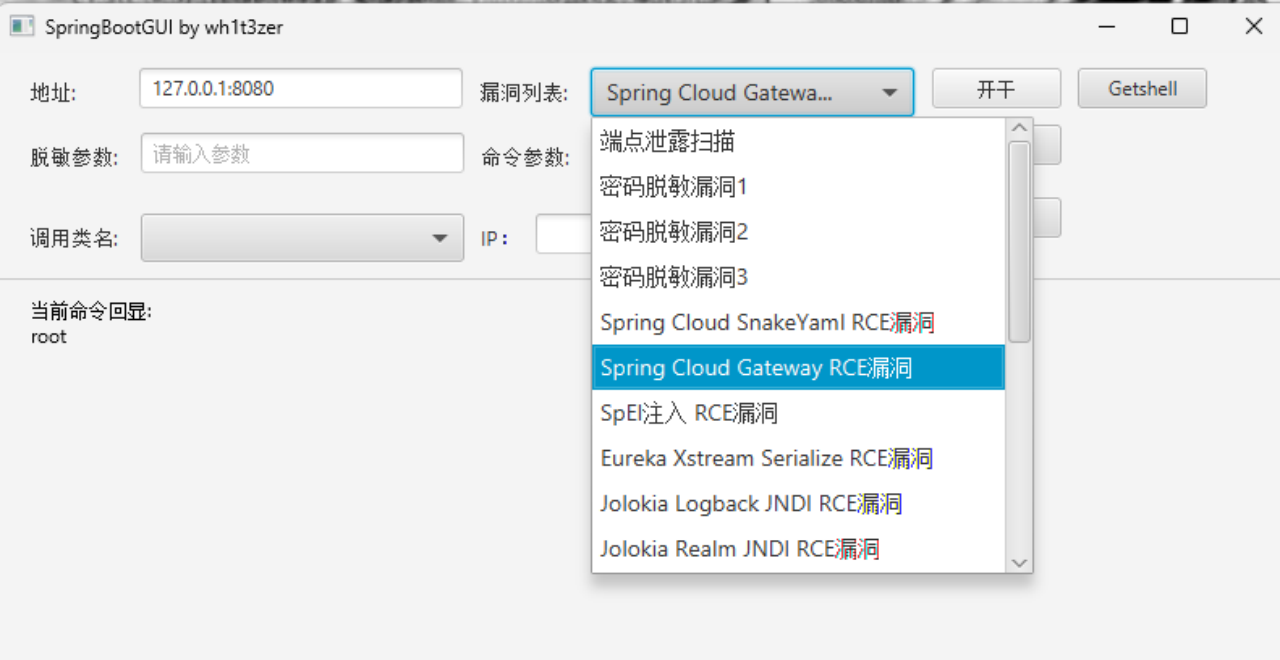 SpringBootGUI by wh1t3zer
地址: 127.0.0.1:8080 漏洞列表: Spring Cloud Gatewa... 开干 Getshell
脱敏参数: 请输入参数 命令参数:
调用类名: IP:
端点泄露扫描
密码脱敏漏洞1
密码脱敏漏洞2
密码脱敏漏洞3
Spring Cloud SnakeYaml RCE漏洞
Spring Cloud Gateway RCE漏洞
SpEl注入 RCE漏洞
Eureka Xstream Serialize RCE漏洞
Jolokia Logback JNDI RCE漏洞
Jolokia Realm JNDI RCE漏洞
当前命令回显:
root